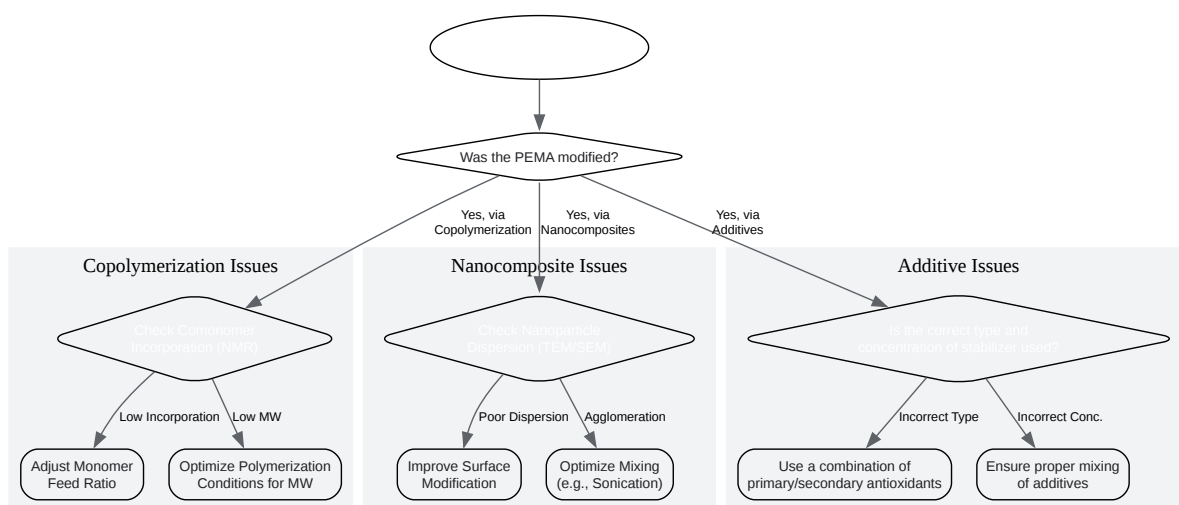 Was the PEMA modified?
Yes, via
Copolymerization
Yes, via
Nanocomposites
Yes, via
Additives
Copolymerization Issues
Nanocomposite Issues
Additive Issues
Check Comonomer
Incorporation (NMR)
Check Nanoparticle
Dispersion (TEM/SEM)
Is the correct type and
concentration of stabilizer used?
Low Incorporation
Low MW
Poor Dispersion
Agglomeration
Incorrect Type
Incorrect Conc.
Adjust Monomer
Feed Ratio
Optimize Polymerization
Conditions for MW
Improve Surface
Modification
Optimize Mixing
(e.g., Sonication)
Use a combination of
primary/secondary antioxidants
Ensure proper mixing
of additives